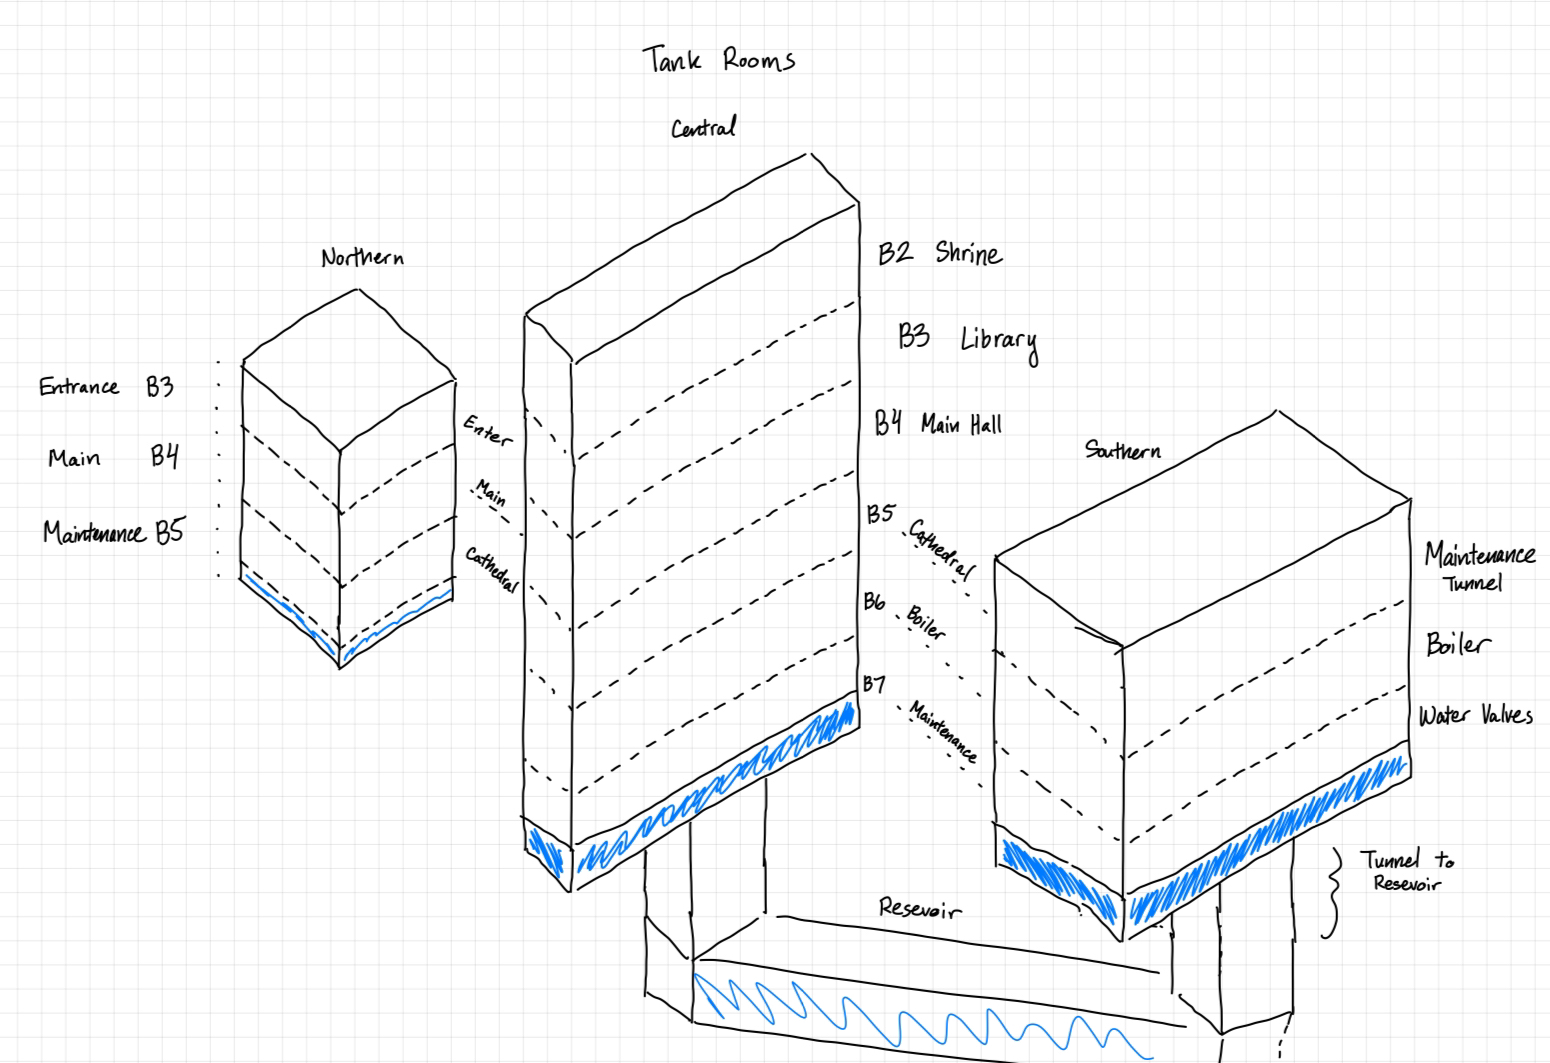 Tank Rooms
Central
Northern
Entrance B3
Main B4
Maintenance B5
Enter
Main
Cathedral
B2 Shrine
B3 Library
B4 Main Hall
B5
Cathedral
B6
Boiler
B7
Maintenance
Southern
Maintenance
Tunnel
Boiler
Water Valves
Tunnel to
Resevoir
Resevoir